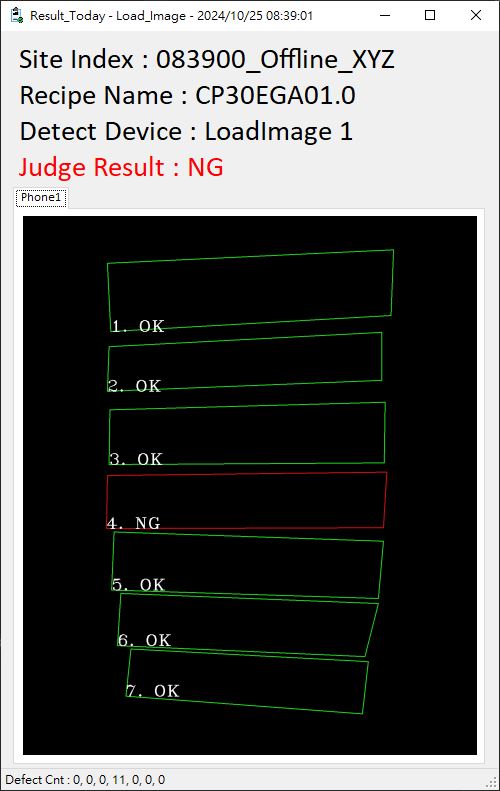 Result_Today - Load_Image - 2024/10/25 08:39:01
Site Index : 083900_Offline_XYZ
Recipe Name : CP30EGA01.0
Detect Device : LoadImage 1
Judge Result : NG
Phone1
1. OK
2. OK
3. OK
4. NG
5. OK
6. OK
7. OK
Defect Cnt : 0, 0, 0, 11, 0, 0, 0